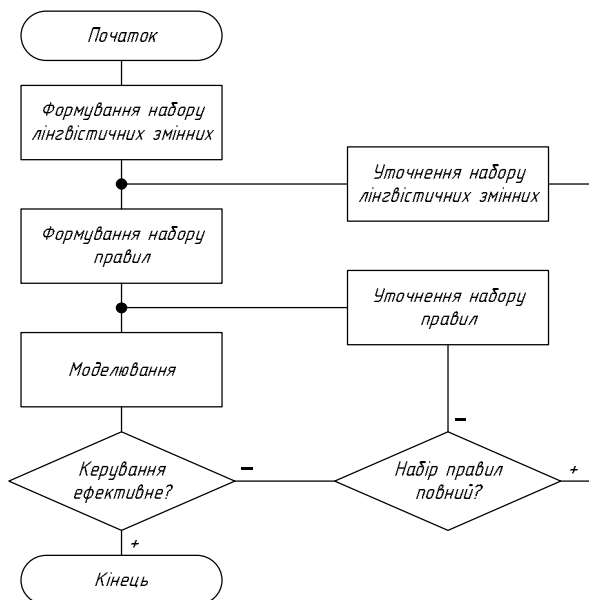 Початок
Формування набору
лінгвістичних змінних
Уточнення набору
лінгвістичних змінних
Формування набору
правил
Уточнення набору
правил
Моделювання
−
Керування
ефективне?
−
Набір правил
повний?
+
+
Кінець